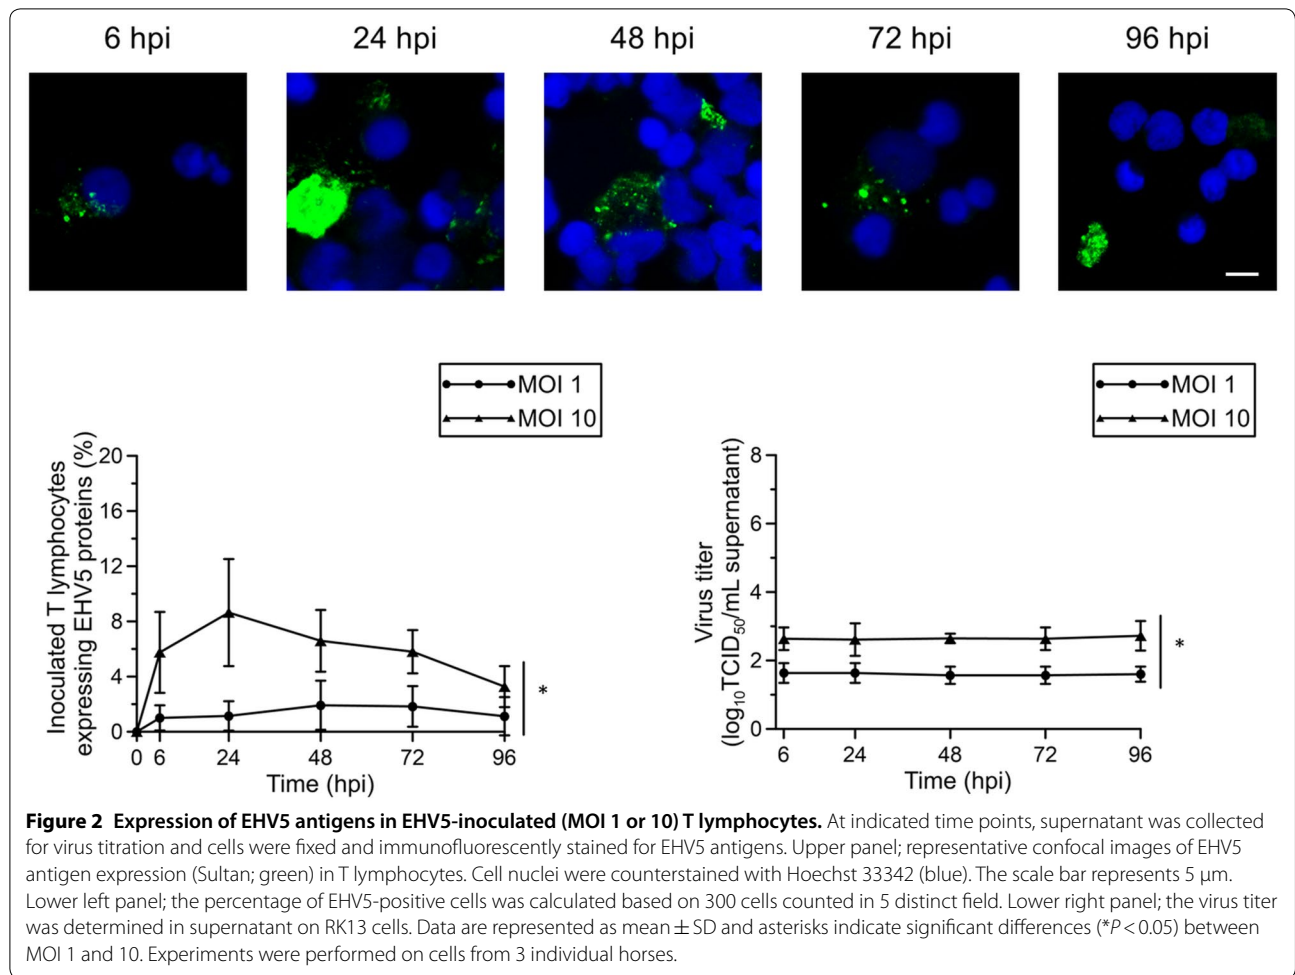 6 hpi 24 hpi 48 hpi 72 hpi 96 hpi
MOI 1
MOI 10
Inoculated T lymphocytes
expressing EHV5 proteins (%)
20
16
12
8
4
0
0 6 24 48 72 96
Time (hpi)
*
MOI 1
MOI 10
Virus titer
(log₁₀TCID₅₀/mL supernatant)
8
6
4
2
0
6 24 48 72 96
Time (hpi)
*
Figure 2 Expression of EHV5 antigens in EHV5-inoculated (MOI 1 or 10) T lymphocytes. At indicated time points, supernatant was collected
for virus titration and cells were fixed and immunofluorescently stained for EHV5 antigens. Upper panel; representative confocal images of EHV5
antigen expression (Sultan; green) in T lymphocytes. Cell nuclei were counterstained with Hoechst 33342 (blue). The scale bar represents 5 µm.
Lower left panel; the percentage of EHV5-positive cells was calculated based on 300 cells counted in 5 distinct field. Lower right panel; the virus titer
was determined in supernatant on RK13 cells. Data are represented as mean ± SD and asterisks indicate significant differences (*P < 0.05) between
MOI 1 and 10. Experiments were performed on cells from 3 individual horses.